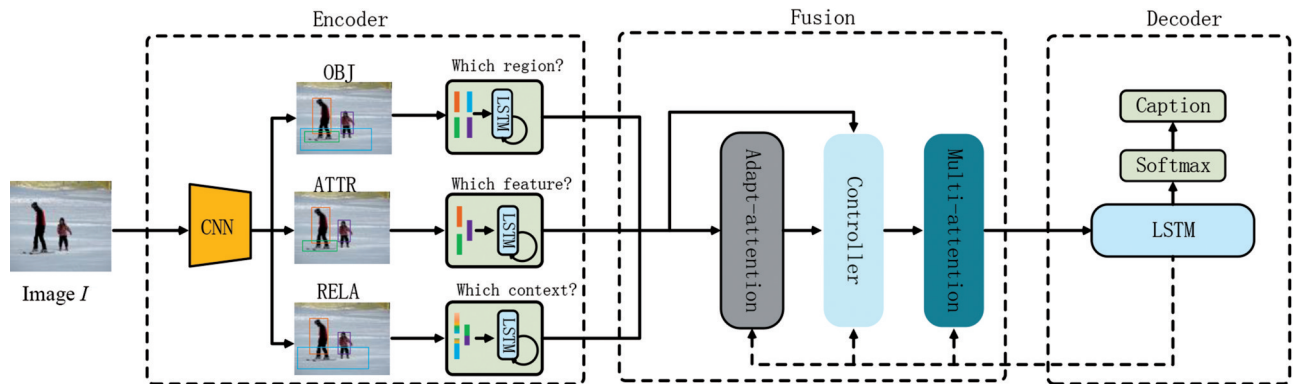 Encoder
Fusion
Decoder
OBJ
Which region?
LSTM
ATTR
Which feature?
LSTM
RELA
Which context?
LSTM
CNN
Image I
Adapt-attention
Controller
Multi-attention
Caption
Softmax
LSTM